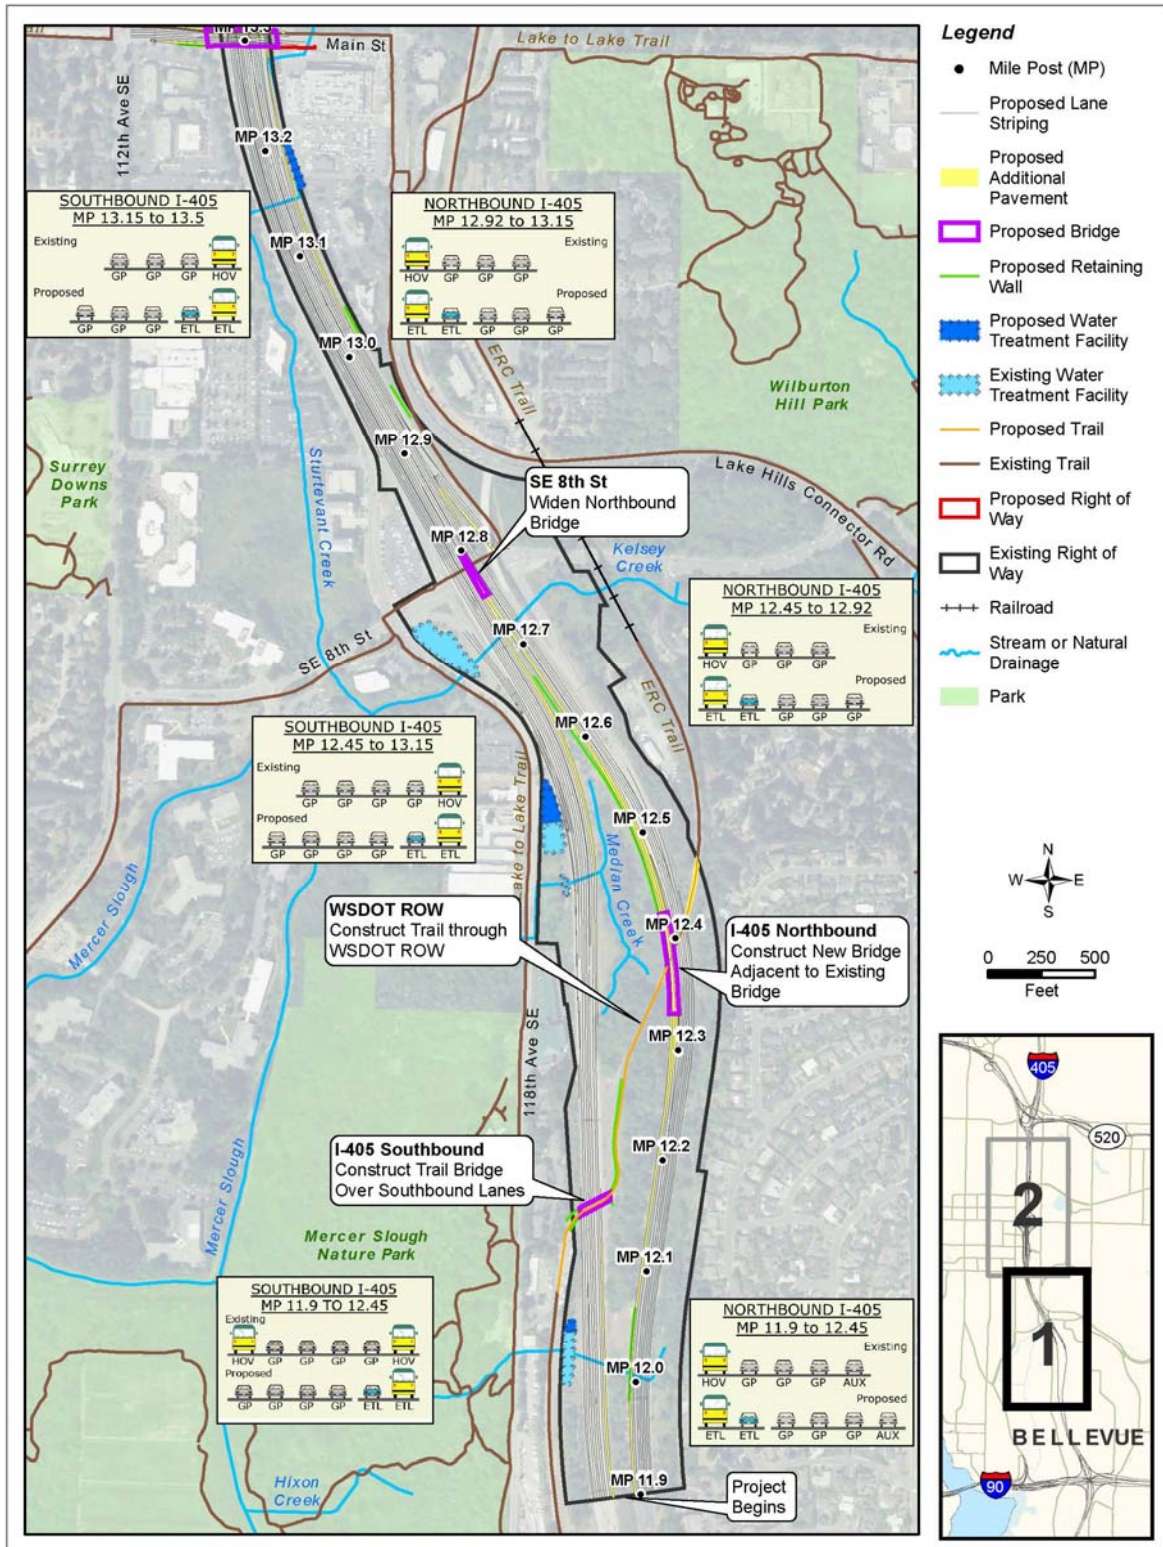 MP 13.3
Main St
Lake to Lake Trail
ail
112th Ave SE
MP 13.2
SOUTHBOUND I-405
MP 13.15 to 13.5
Existing
GP GP GP HOV
Proposed
GP GP GP ETL ETL
NORTHBOUND I-405
MP 12.92 to 13.15
Existing
HOV GP GP GP
Proposed
ETL ETL GP GP GP
MP 13.1
MP 13.0
ERC Trail
Wilburton
Hill Park
MP 12.9
Surrey
Downs
Park
Sturtevant Creek
Lake Hills Connector Rd
SE 8th St
Widen Northbound
Bridge
MP 12.8
Kelsey
Creek
NORTHBOUND I-405
MP 12.45 to 12.92
Existing
HOV GP GP GP
Proposed
ETL ETL GP GP GP
MP 12.7
SE 8th St
ERC Trail
MP 12.6
SOUTHBOUND I-405
MP 12.45 to 13.15
Existing
GP GP GP GP HOV
Proposed
GP GP GP GP ETL ETL
Lake to Lake Trail
MP 12.5
Median Creek
Mercer Slough
WSDOT ROW
Construct Trail through
WSDOT ROW
MP 12.4
I-405 Northbound
Construct New Bridge
Adjacent to Existing
Bridge
MP 12.3
118th Ave SE
I-405 Southbound
Construct Trail Bridge
Over Southbound Lanes
MP 12.2
Mercer Slough
Mercer Slough
Nature Park
MP 12.1
SOUTHBOUND I-405
MP 11.9 TO 12.45
Existing
HOV GP GP GP GP HOV
Proposed
GP GP GP GP ETL ETL
NORTHBOUND I-405
MP 11.9 to 12.45
Existing
HOV GP GP GP AUX
Proposed
ETL ETL GP GP GP AUX
MP 12.0
Hixon
Creek
MP 11.9
Project
Begins
Legend
Mile Post (MP)
Proposed Lane
Striping
Proposed
Additional
Pavement
Proposed Bridge
Proposed Retaining
Wall
Proposed Water
Treatment Facility
Existing Water
Treatment Facility
Proposed Trail
Existing Trail
Proposed Right of
Way
Existing Right of
Way
Railroad
Stream or Natural
Drainage
Park
N
W E
S
0 250 500
Feet
405
520
2
1
BELLEVUE
90